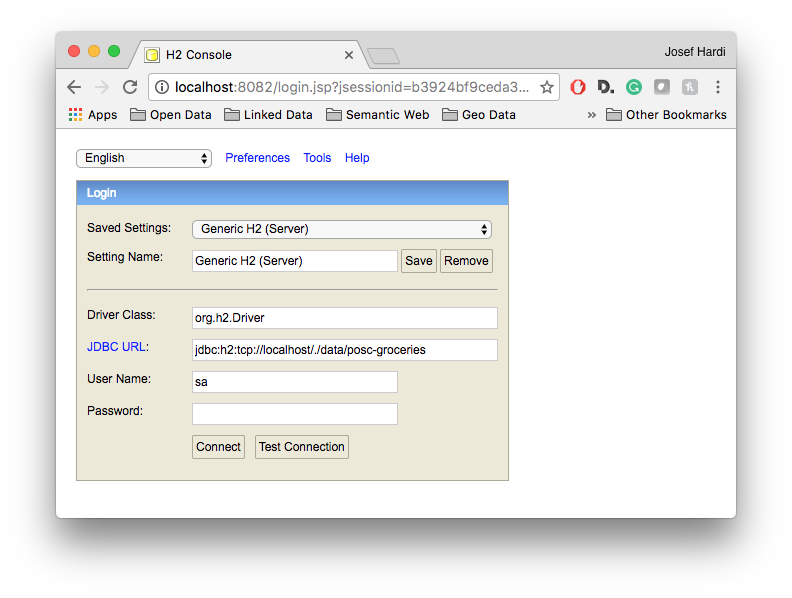 H2 Console
Josef Hardi
localhost:8082/login.jsp?jsessionid=b3924bf9ceda3...
Apps Open Data Linked Data Semantic Web Geo Data » Other Bookmarks
English Preferences Tools Help
Login
Saved Settings: Generic H2 (Server)
Setting Name: Generic H2 (Server) Save Remove
Driver Class: org.h2.Driver
JDBC URL: jdbc:h2:tcp://localhost/./data/posc-groceries
User Name: sa
Password:
Connect Test Connection